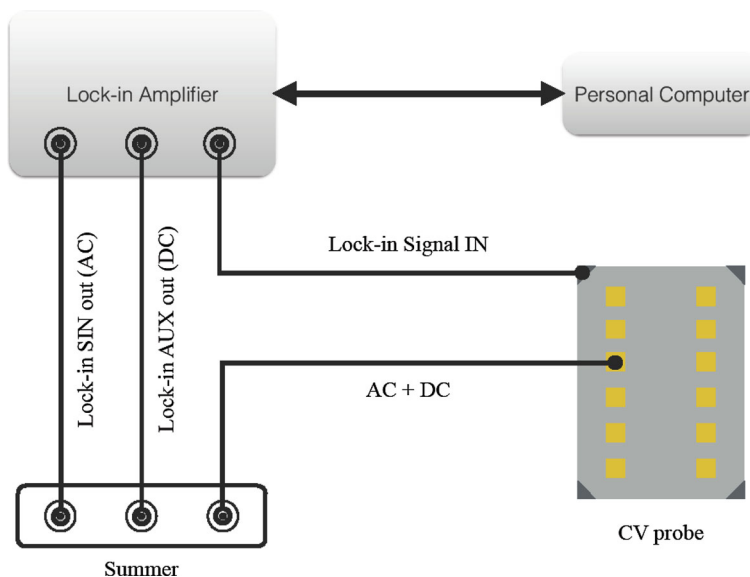 Lock-in Amplifier
Personal Computer
Lock-in SIN out (AC)
Lock-in AUX out (DC)
Lock-in Signal IN
AC + DC
CV probe
Summer